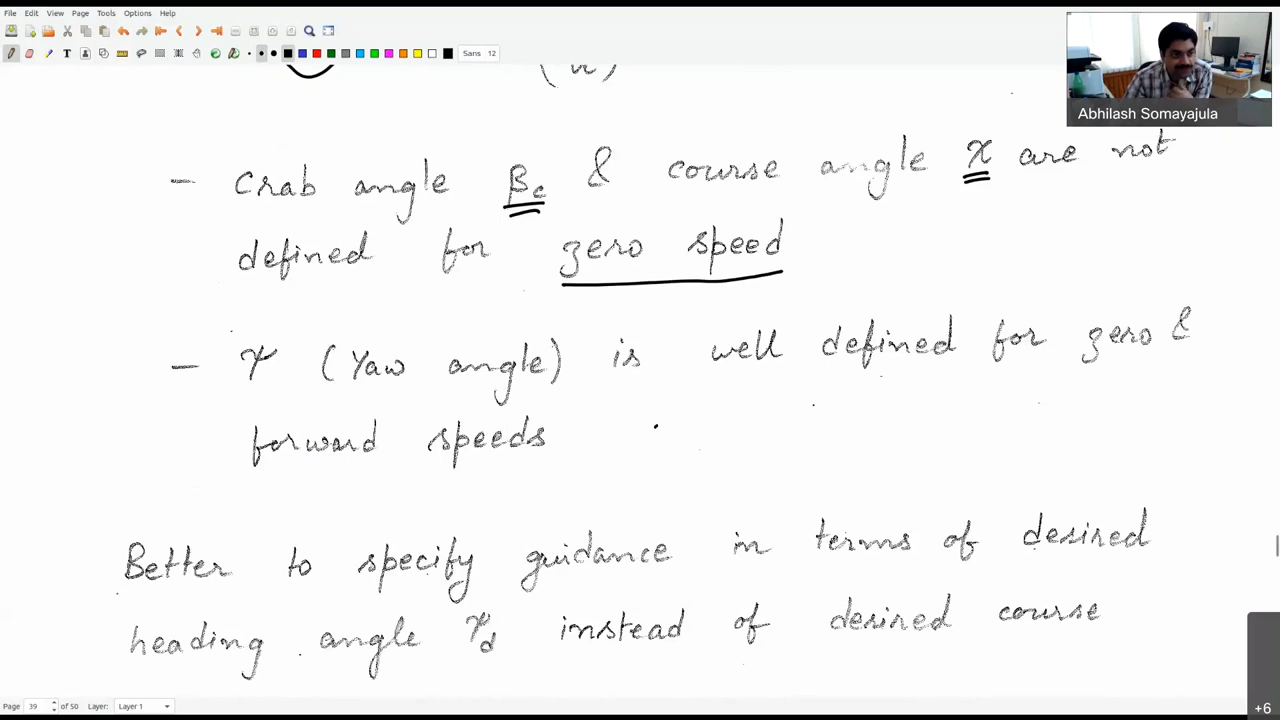 File Edit View Page Tools Options Help
Sans 12
Abhilash Somayajula
- Crab angle βc & course angle χ are not
defined for zero speed
- ψ (Yaw angle) is well defined for zero &
forward speeds
Better to specify guidance in terms of desired
heading angle ψd instead of desired course
Page 39 of 50 Layer: Layer 1
+6